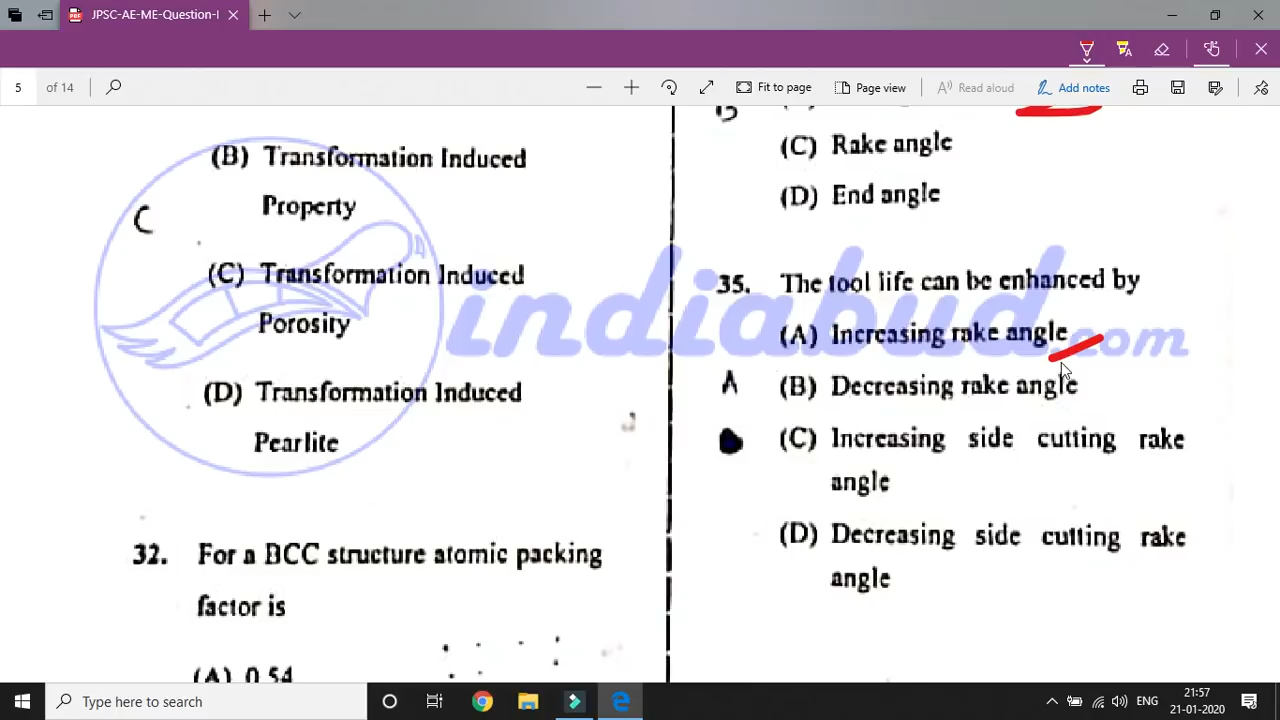 JPSC-AE-ME-Question-
5 of 14
Fit to page
Page view
Read aloud
Add notes
(B) Transformation Induced
Property
C
(C) Transformation Induced
Porosity
(D) Transformation Induced
Pearlite
32. For a BCC structure atomic packing
factor is
(A) 0.54
B
(C) Rake angle
(D) End angle
35. The tool life can be enhanced by
(A) Increasing rake angle
A
(B) Decreasing rake angle
(C) Increasing side cutting rake
angle
(D) Decreasing side cutting rake
angle
indiabud.com
Type here to search
ENG
21:57
21-01-2020